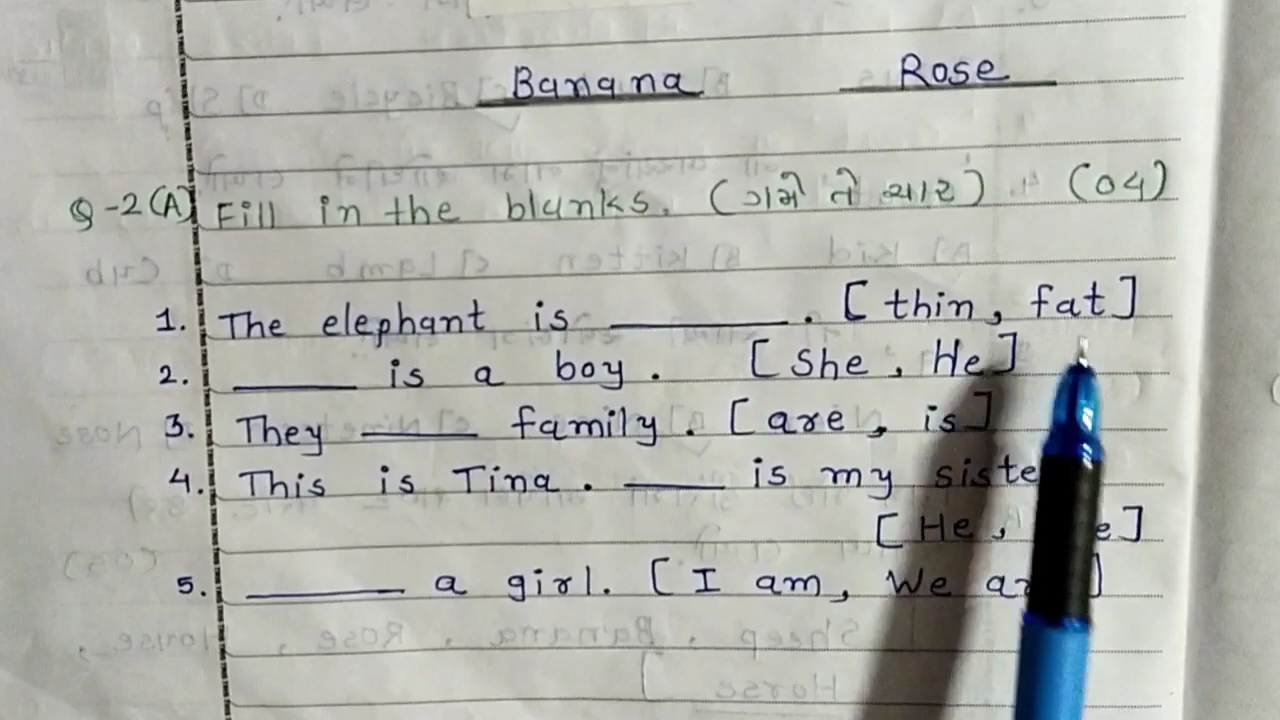 Banana Rose
Q-2(A) Fill in the blanks. (ગમે તે ચાર) (04)
1. The elephant is ______. [thin, fat]
2. ______ is a boy. [She, He]
3. They ______ family. [are, is]
4. This is Tina. ______ is my siste
[He, e]
5. ______ a girl. [I am, We a ]